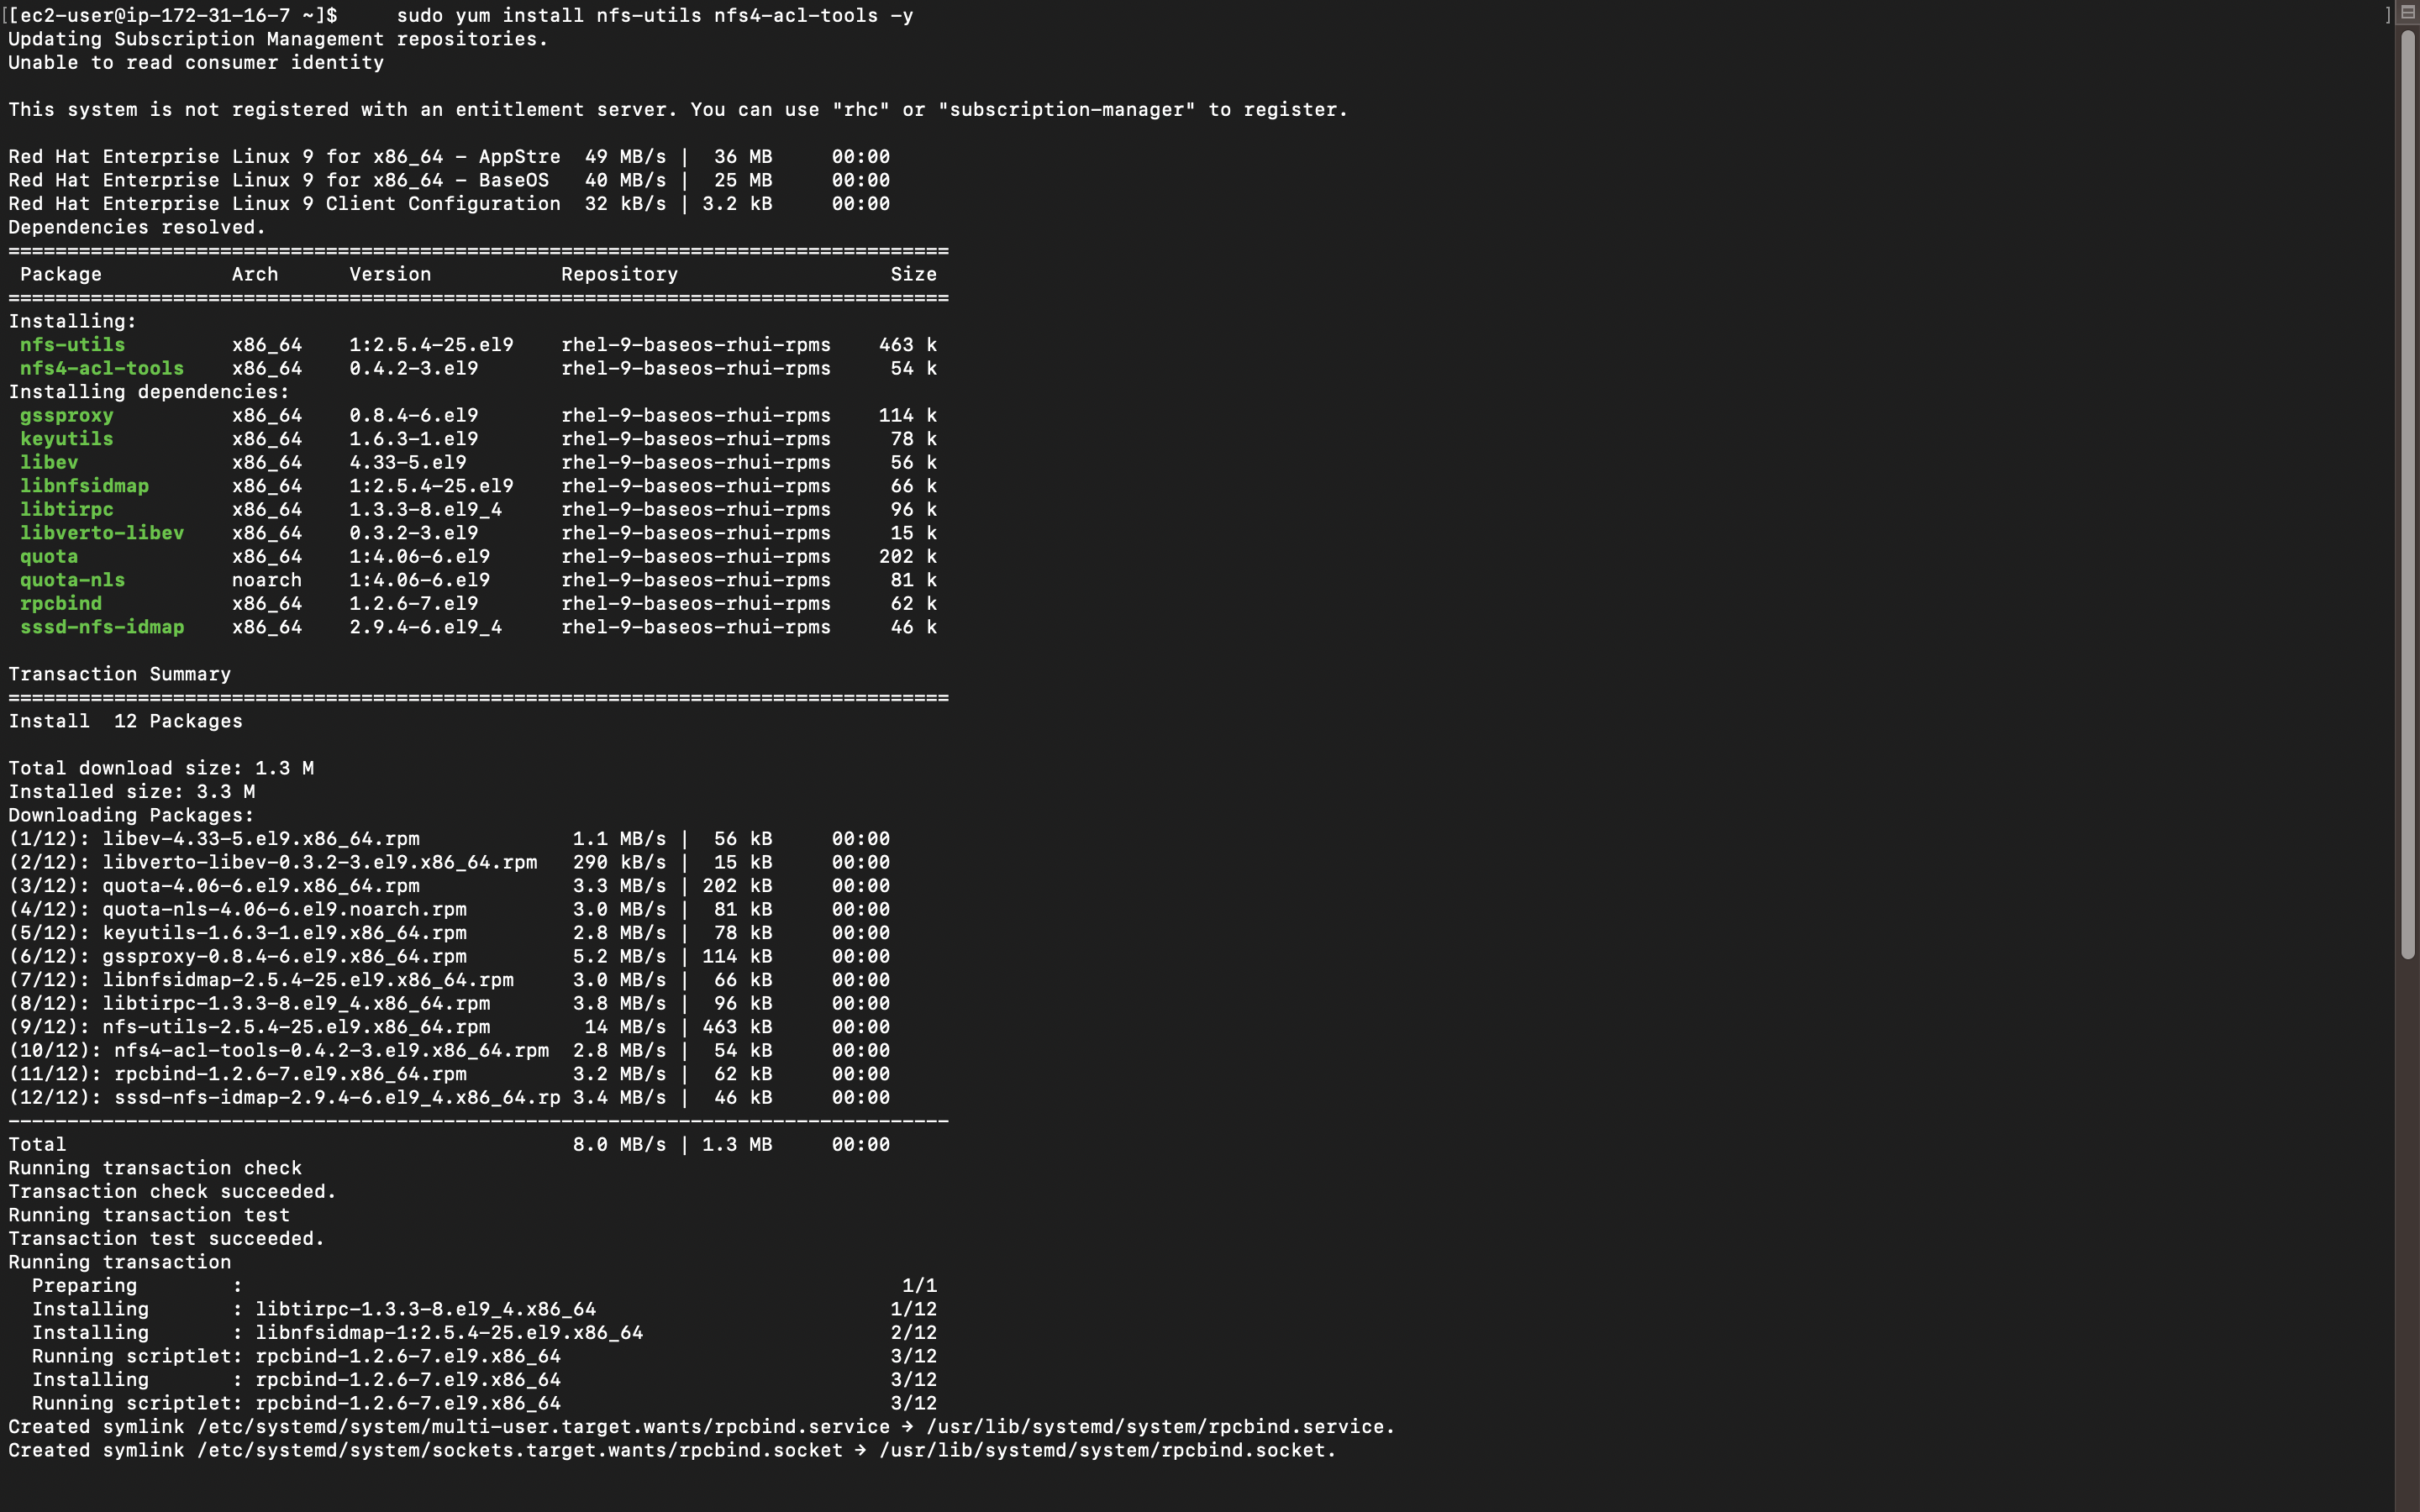 [[ec2-user@ip-172-31-16-7 ~]$     sudo yum install nfs-utils nfs4-acl-tools -y ]
Updating Subscription Management repositories.
Unable to read consumer identity

This system is not registered with an entitlement server. You can use "rhc" or "subscription-manager" to register.

Red Hat Enterprise Linux 9 for x86_64 - AppStre  49 MB/s |  36 MB     00:00
Red Hat Enterprise Linux 9 for x86_64 - BaseOS   40 MB/s |  25 MB     00:00
Red Hat Enterprise Linux 9 Client Configuration  32 kB/s | 3.2 kB     00:00
Dependencies resolved.
================================================================================
 Package          Arch      Version           Repository                  Size
================================================================================
Installing:
 nfs-utils         x86_64    1:2.5.4-25.el9    rhel-9-baseos-rhui-rpms    463 k
 nfs4-acl-tools    x86_64    0.4.2-3.el9       rhel-9-baseos-rhui-rpms     54 k
Installing dependencies:
 gssproxy          x86_64    0.8.4-6.el9       rhel-9-baseos-rhui-rpms    114 k
 keyutils          x86_64    1.6.3-1.el9       rhel-9-baseos-rhui-rpms     78 k
 libev             x86_64    4.33-5.el9        rhel-9-baseos-rhui-rpms     56 k
 libnfsidmap       x86_64    1:2.5.4-25.el9    rhel-9-baseos-rhui-rpms     66 k
 libtirpc          x86_64    1.3.3-8.el9_4     rhel-9-baseos-rhui-rpms     96 k
 libverto-libev    x86_64    0.3.2-3.el9       rhel-9-baseos-rhui-rpms     15 k
 quota             x86_64    1:4.06-6.el9      rhel-9-baseos-rhui-rpms    202 k
 quota-nls         noarch    1:4.06-6.el9      rhel-9-baseos-rhui-rpms     81 k
 rpcbind           x86_64    1.2.6-7.el9       rhel-9-baseos-rhui-rpms     62 k
 sssd-nfs-idmap    x86_64    2.9.4-6.el9_4     rhel-9-baseos-rhui-rpms     46 k

Transaction Summary
================================================================================
Install  12 Packages

Total download size: 1.3 M
Installed size: 3.3 M
Downloading Packages:
(1/12): libev-4.33-5.el9.x86_64.rpm             1.1 MB/s |  56 kB     00:00
(2/12): libverto-libev-0.3.2-3.el9.x86_64.rpm   290 kB/s |  15 kB     00:00
(3/12): quota-4.06-6.el9.x86_64.rpm             3.3 MB/s | 202 kB     00:00
(4/12): quota-nls-4.06-6.el9.noarch.rpm         3.0 MB/s |  81 kB     00:00
(5/12): keyutils-1.6.3-1.el9.x86_64.rpm         2.8 MB/s |  78 kB     00:00
(6/12): gssproxy-0.8.4-6.el9.x86_64.rpm         5.2 MB/s | 114 kB     00:00
(7/12): libnfsidmap-2.5.4-25.el9.x86_64.rpm     3.0 MB/s |  66 kB     00:00
(8/12): libtirpc-1.3.3-8.el9_4.x86_64.rpm       3.8 MB/s |  96 kB     00:00
(9/12): nfs-utils-2.5.4-25.el9.x86_64.rpm        14 MB/s | 463 kB     00:00
(10/12): nfs4-acl-tools-0.4.2-3.el9.x86_64.rpm  2.8 MB/s |  54 kB     00:00
(11/12): rpcbind-1.2.6-7.el9.x86_64.rpm         3.2 MB/s |  62 kB     00:00
(12/12): sssd-nfs-idmap-2.9.4-6.el9_4.x86_64.rp 3.4 MB/s |  46 kB     00:00
--------------------------------------------------------------------------------
Total                                           8.0 MB/s | 1.3 MB     00:00
Running transaction check
Transaction check succeeded.
Running transaction test
Transaction test succeeded.
Running transaction
  Preparing        :                                                        1/1
  Installing       : libtirpc-1.3.3-8.el9_4.x86_64                         1/12
  Installing       : libnfsidmap-1:2.5.4-25.el9.x86_64                     2/12
  Running scriptlet: rpcbind-1.2.6-7.el9.x86_64                            3/12
  Installing       : rpcbind-1.2.6-7.el9.x86_64                            3/12
  Running scriptlet: rpcbind-1.2.6-7.el9.x86_64                            3/12
Created symlink /etc/systemd/system/multi-user.target.wants/rpcbind.service → /usr/lib/systemd/system/rpcbind.service.
Created symlink /etc/systemd/system/sockets.target.wants/rpcbind.socket → /usr/lib/systemd/system/rpcbind.socket.